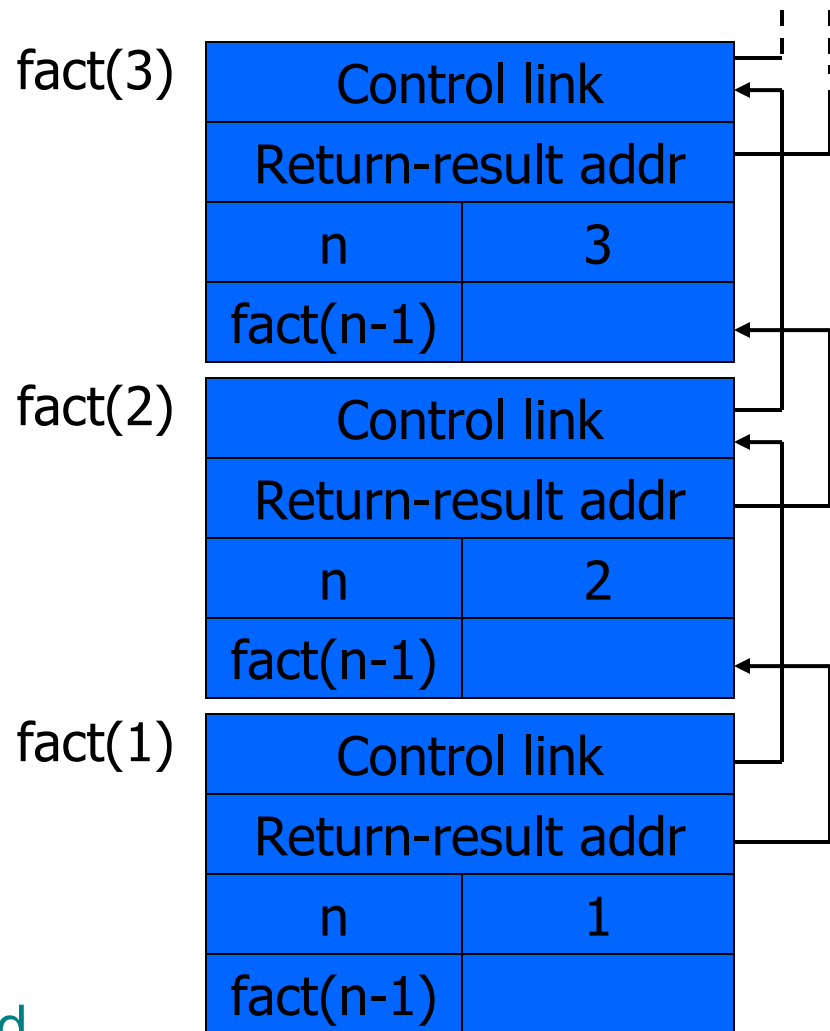 fact(3)
Control link
Return-result addr
n 3
fact(n-1)
fact(2)
Control link
Return-result addr
n 2
fact(n-1)
fact(1)
Control link
Return-result addr
n 1
fact(n-1)
d